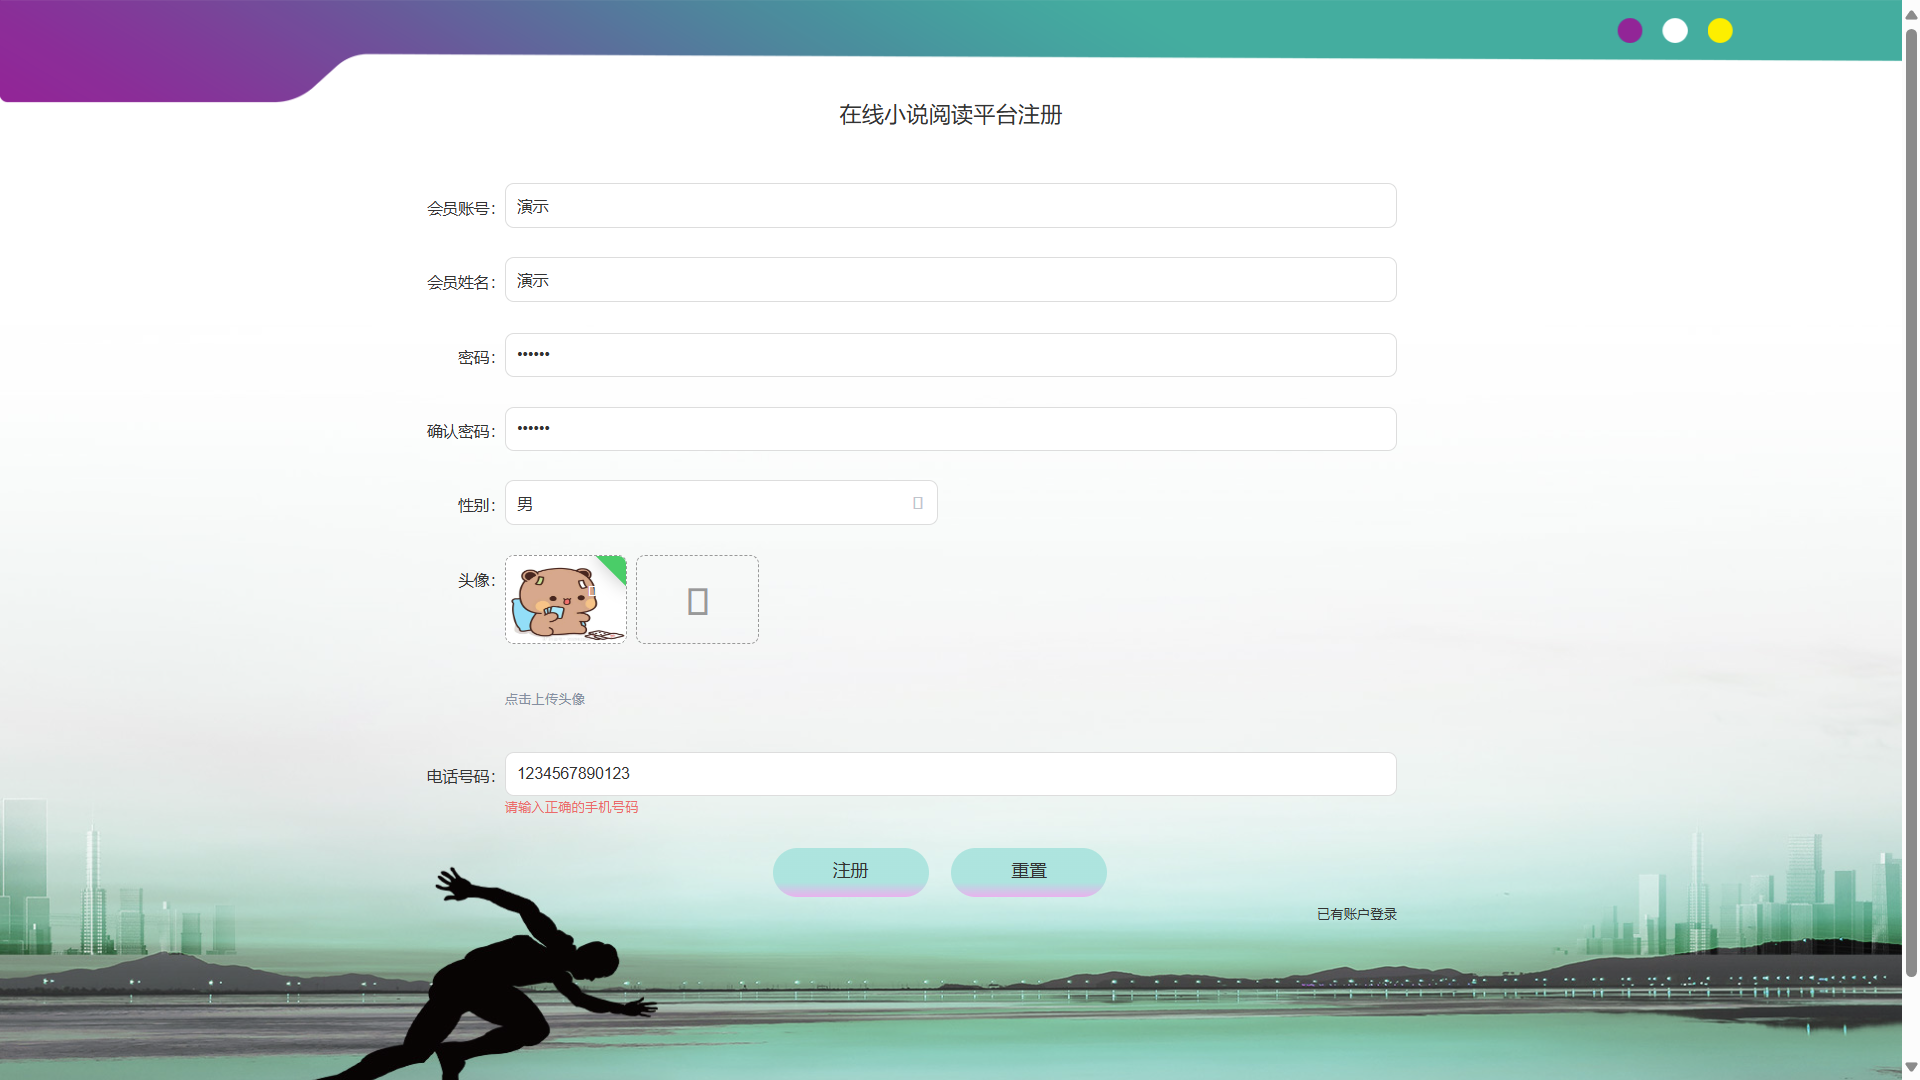 在线小说阅读平台注册
会员账号：
演示
会员姓名：
演示
密码：
••••••
确认密码：
••••••
性别：
男
头像：
点击上传头像
电话号码：
1234567890123
请输入正确的手机号码
注册
重置
已有账户登录